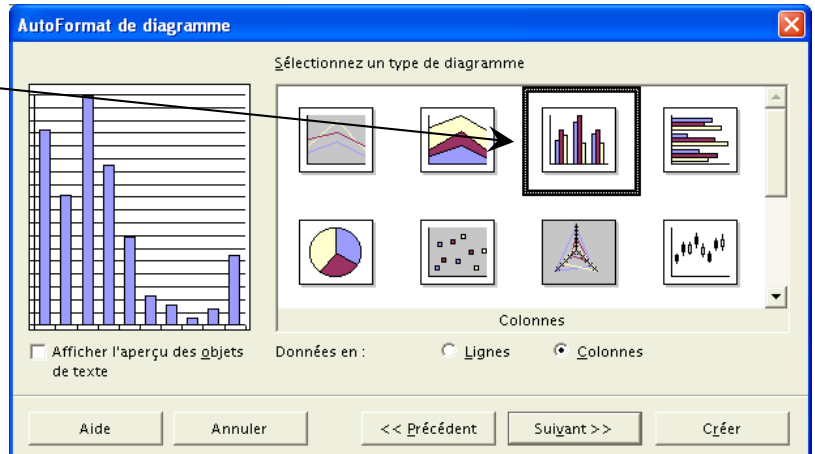 AutoFormat de diagramme
Sélectionnez un type de diagramme
Colonnes
Afficher l'aperçu des objets
de texte
Données en :
Lignes
Colonnes
Aide
Annuler
<< Précédent
Suivant >>
Créer